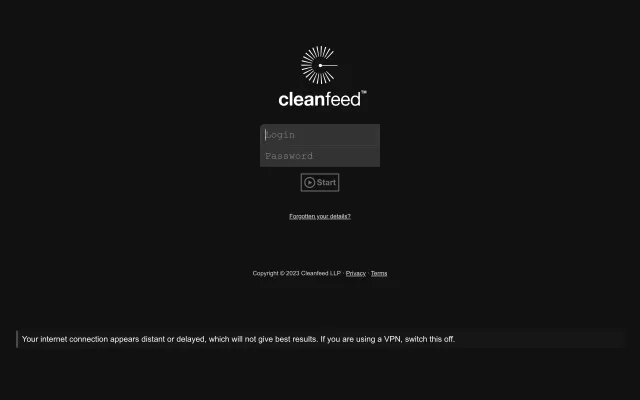 cleanfeed™
Login
Password
Start
Forgotten your details?
Copyright © 2023 Cleanfeed LLP · Privacy · Terms
Your internet connection appears distant or delayed, which will not give best results. If you are using a VPN, switch this off.